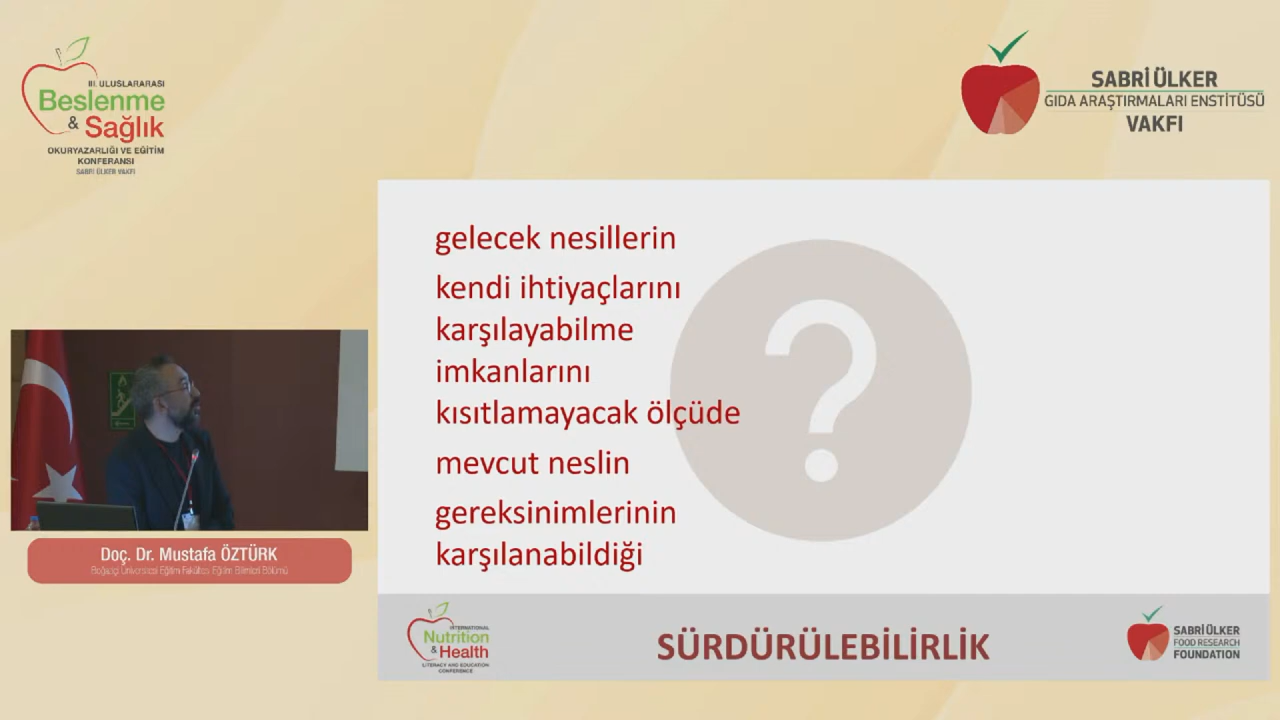 III. ULUSLARARASI
Beslenme
& Sağlık
OKURYAZARLIĞI VE EĞİTİM
KONFERANSI
SABRİ ÜLKER VAKFI
SABRİ ÜLKER
GIDA ARAŞTIRMALARI ENSTİTÜSÜ
VAKFI
gelecek nesillerin
kendi ihtiyaçlarını
karşılayabilme
imkanlarını
kısıtlamayacak ölçüde
mevcut neslin
gereksinimlerinin
karşılanabildiği
?
Doç. Dr. Mustafa ÖZTÜRK
Boğaziçi Üniversitesi Eğitim Fakültesi Eğitim Bilimleri Bölümü
INTERNATIONAL
Nutrition
& Health
LITERACY AND EDUCATION
CONFERENCE
SÜRDÜRÜLEBİLİRLİK
SABRİ ÜLKER
FOOD RESEARCH
FOUNDATION